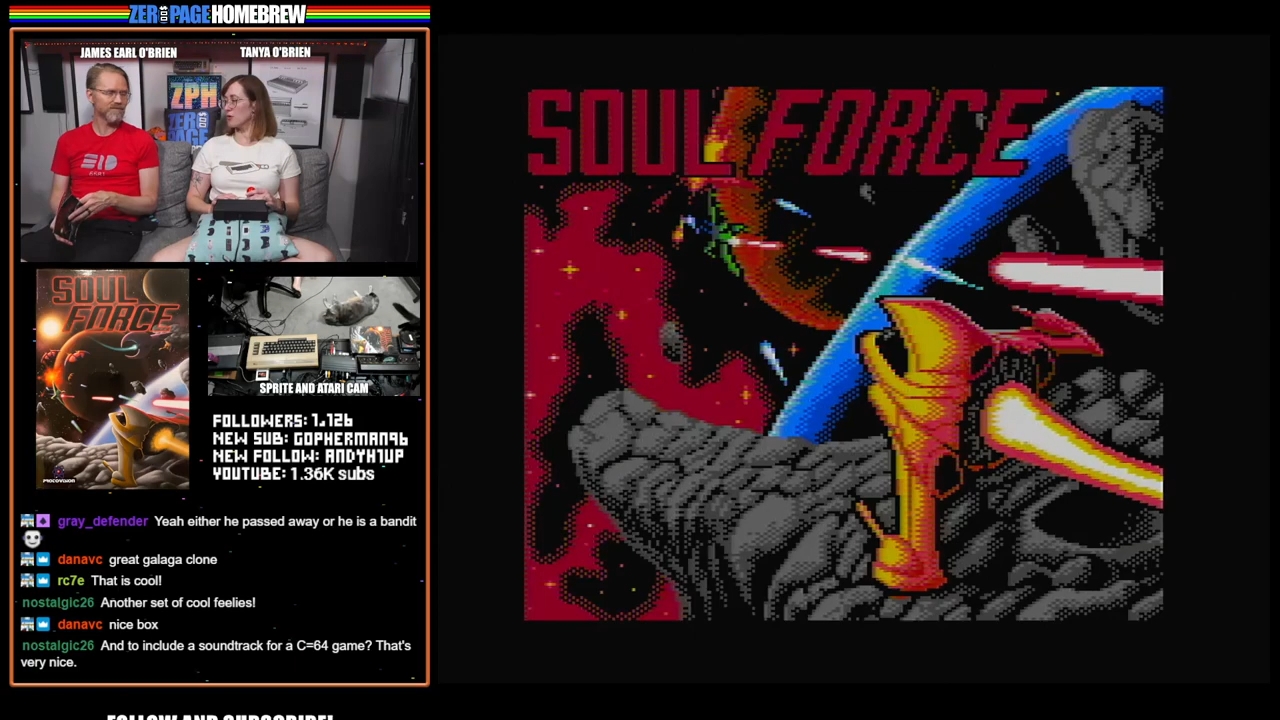 ZEROPAGE HOMEBREW
JAMES EARL O'BRIEN
TANYA O'BRIEN
ZPH
ZERO
PAGE
SOUL FORCE
SOUL
FORCE
SPRITE AND ATARI CAM
FOLLOWERS: 1,126
NEW SUB: GOPHERMAN96
NEW FOLLOW: ANDYH1UP
YOUTUBE: 1.36K subs
gray_defender Yeah either he passed away or he is a bandit
danavc great galaga clone
rc7e That is cool!
nostalgic26 Another set of cool feelies!
danavc nice box
nostalgic26 And to include a soundtrack for a C=64 game? That's
very nice.
FOLLOW AND SUBSCRIBE!